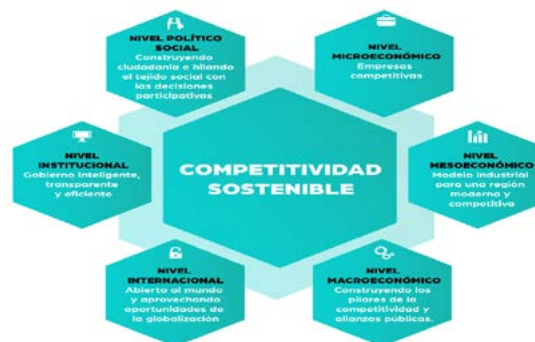 NIVEL POLÍTICO
SOCIAL
Construyendo
ciudadanía e hilando
el tejido social con
las decisiones
participativas
NIVEL
MICROECONÓMICO
Empresas
competitivas
NIVEL
INSTITUCIONAL
Gobierno Inteligente,
transparente
y eficiente
COMPETITIVIDAD
SOSTENIBLE
NIVEL
MESOECONÓMICO
Modelo industrial
para una región
moderno y
competitiva
NIVEL
INTERNACIONAL
Abierto al mundo
y aprovechando
oportunidades de
la globalización
NIVEL
MACROECONÓMICO
Construyendo los
pilares de la
competitividad y
alianzas públicas.